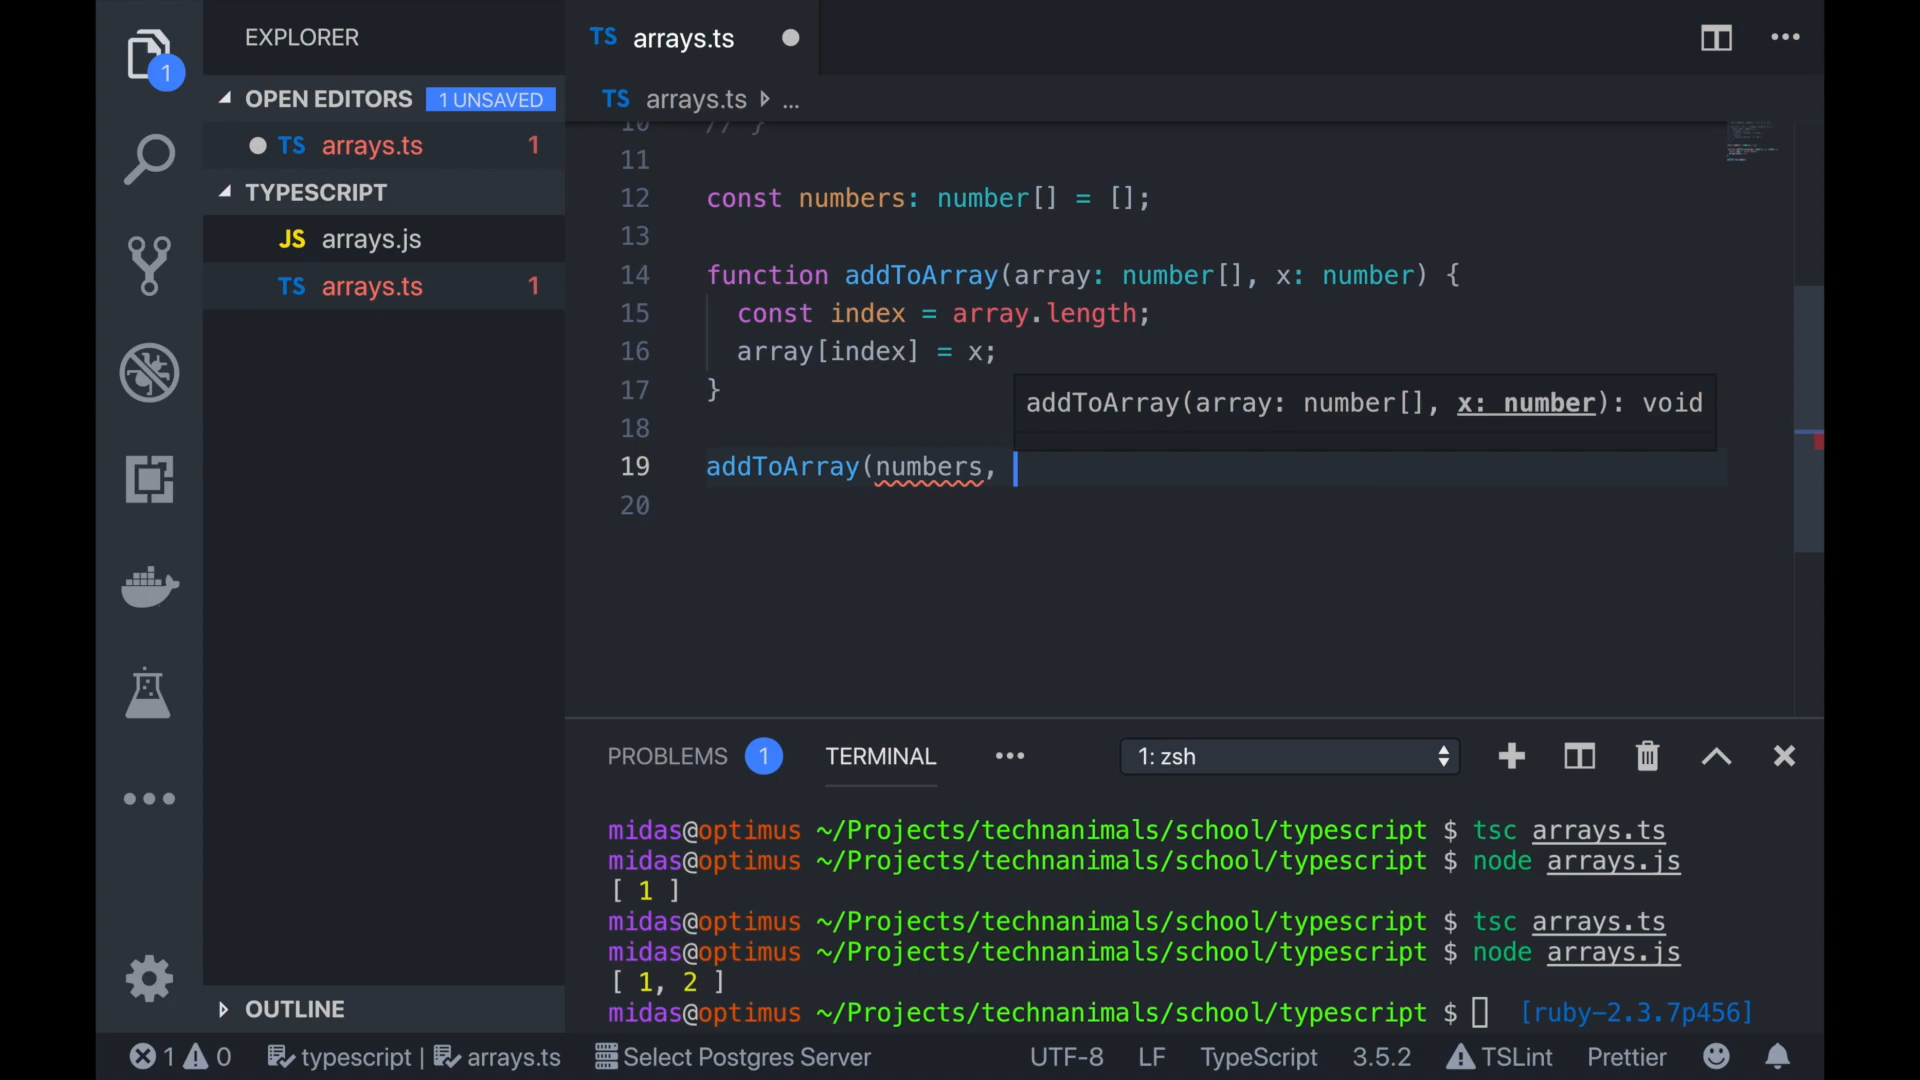 EXPLORER
TS arrays.ts
1
OPEN EDITORS 1 UNSAVED
TS arrays.ts 1
TYPESCRIPT
JS arrays.js
TS arrays.ts 1
OUTLINE
TS arrays.ts ...
10 // }
11
12 const numbers: number[] = [];
13
14 function addToArray(array: number[], x: number) {
15 const index = array.length;
16 array[index] = x;
17 }
addToArray(array: number[], x: number): void
18
19 addToArray(numbers,
20
PROBLEMS 1 TERMINAL 1: zsh
midas@optimus ~/Projects/technanimals/school/typescript $ tsc arrays.ts
midas@optimus ~/Projects/technanimals/school/typescript $ node arrays.js
[ 1 ]
midas@optimus ~/Projects/technanimals/school/typescript $ tsc arrays.ts
midas@optimus ~/Projects/technanimals/school/typescript $ node arrays.js
[ 1, 2 ]
midas@optimus ~/Projects/technanimals/school/typescript $ [ruby-2.3.7p456]
1 0 typescript | arrays.ts Select Postgres Server UTF-8 LF TypeScript 3.5.2 TSLint Prettier